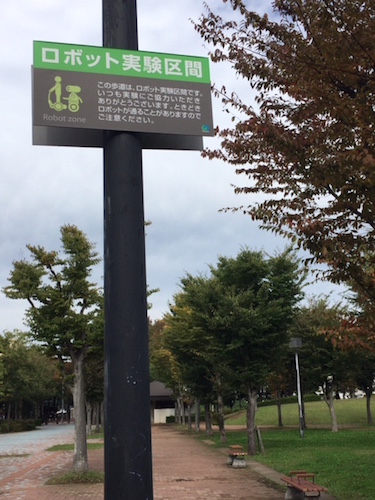 ロボット実験区間
この歩道は、ロボット実験区間です。
いつも実験にご協力いただき
ありがとうございます。ときどき
ロボットが通ることがありますので
ご注意ください。
Robot zone